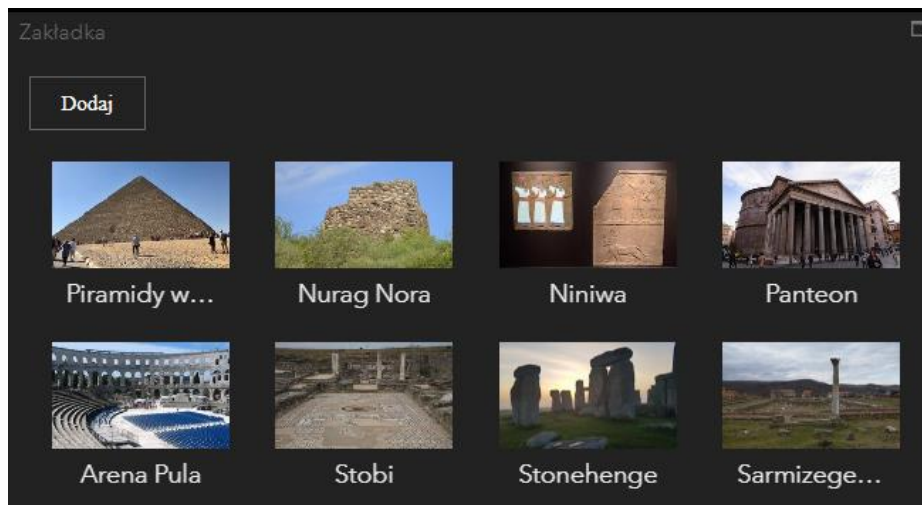 Zakładka
Dodaj
Piramidy w...
Nurag Nora
Niniwa
Panteon
Arena Pula
Stobi
Stonehenge
Sarmizege...